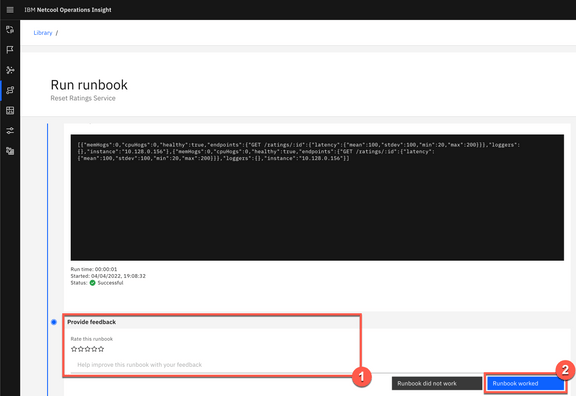 IBM Netcool Operations Insight
Library /
Run runbook
Reset Ratings Service
[{"memHogs":0,"cpuHogs":0,"healthy":true,"endpoints":{"GET /ratings/:id":{"latency":{"mean":100,"stdev":100,"min":20,"max":200}}},"loggers":
{},"instance":"10.128.0.156"},{"memHogs":0,"cpuHogs":0,"healthy":true,"endpoints":{"GET /ratings/:id":{"latency":
{"mean":100,"stdev":100,"min":20,"max":200}}},"loggers":{},"instance":"10.128.0.156"}]
Run time: 00:00:01
Started: 04/04/2022, 19:08:32
Status: Successful
Provide feedback
Rate this runbook
Help improve this runbook with your feedback
1
Runbook did not work
Runbook worked
2